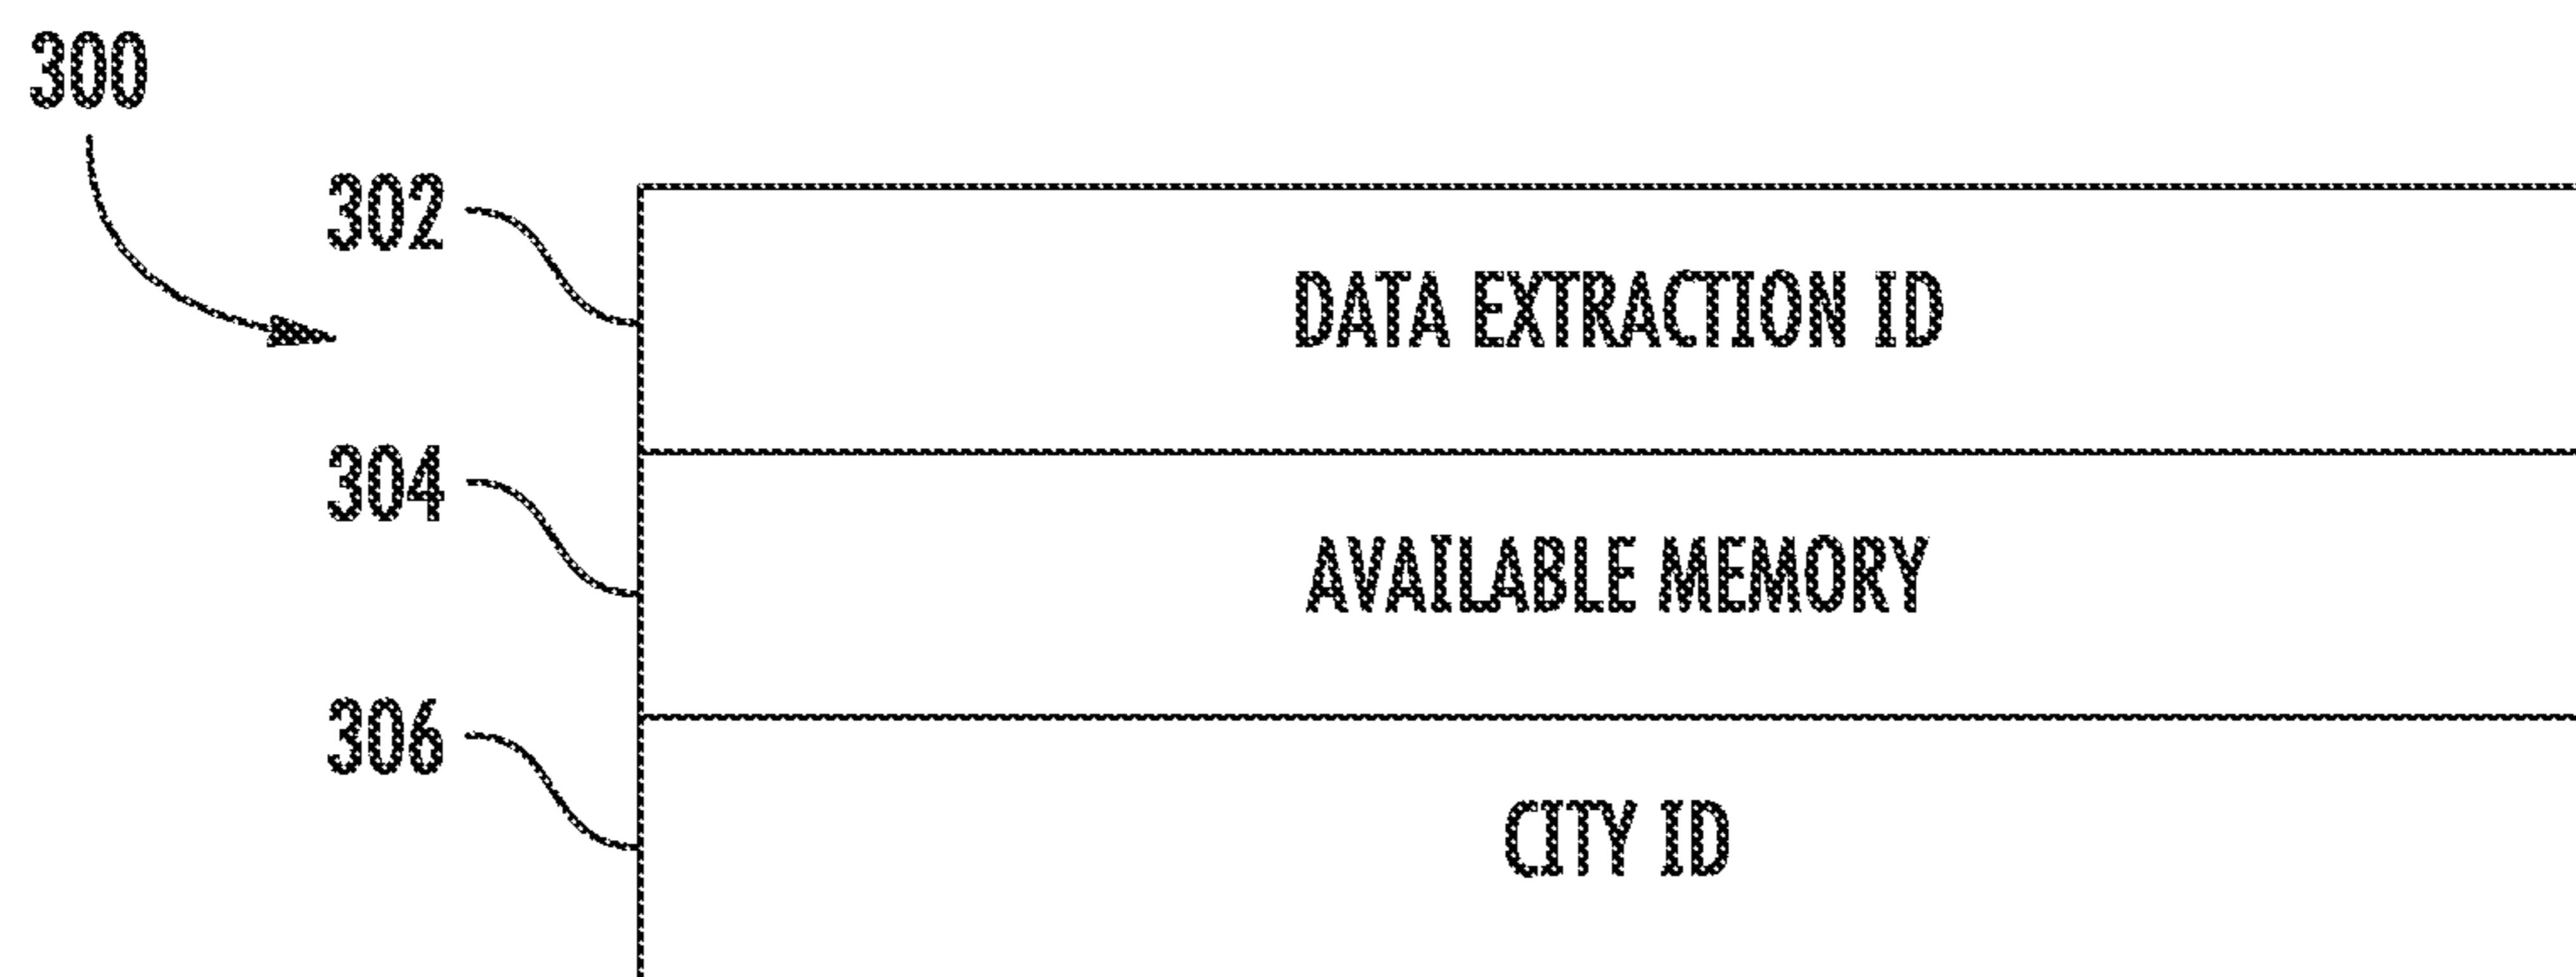 300
302
DATA EXTRACTION ID
304
AVAILABLE MEMORY
306
CITY ID